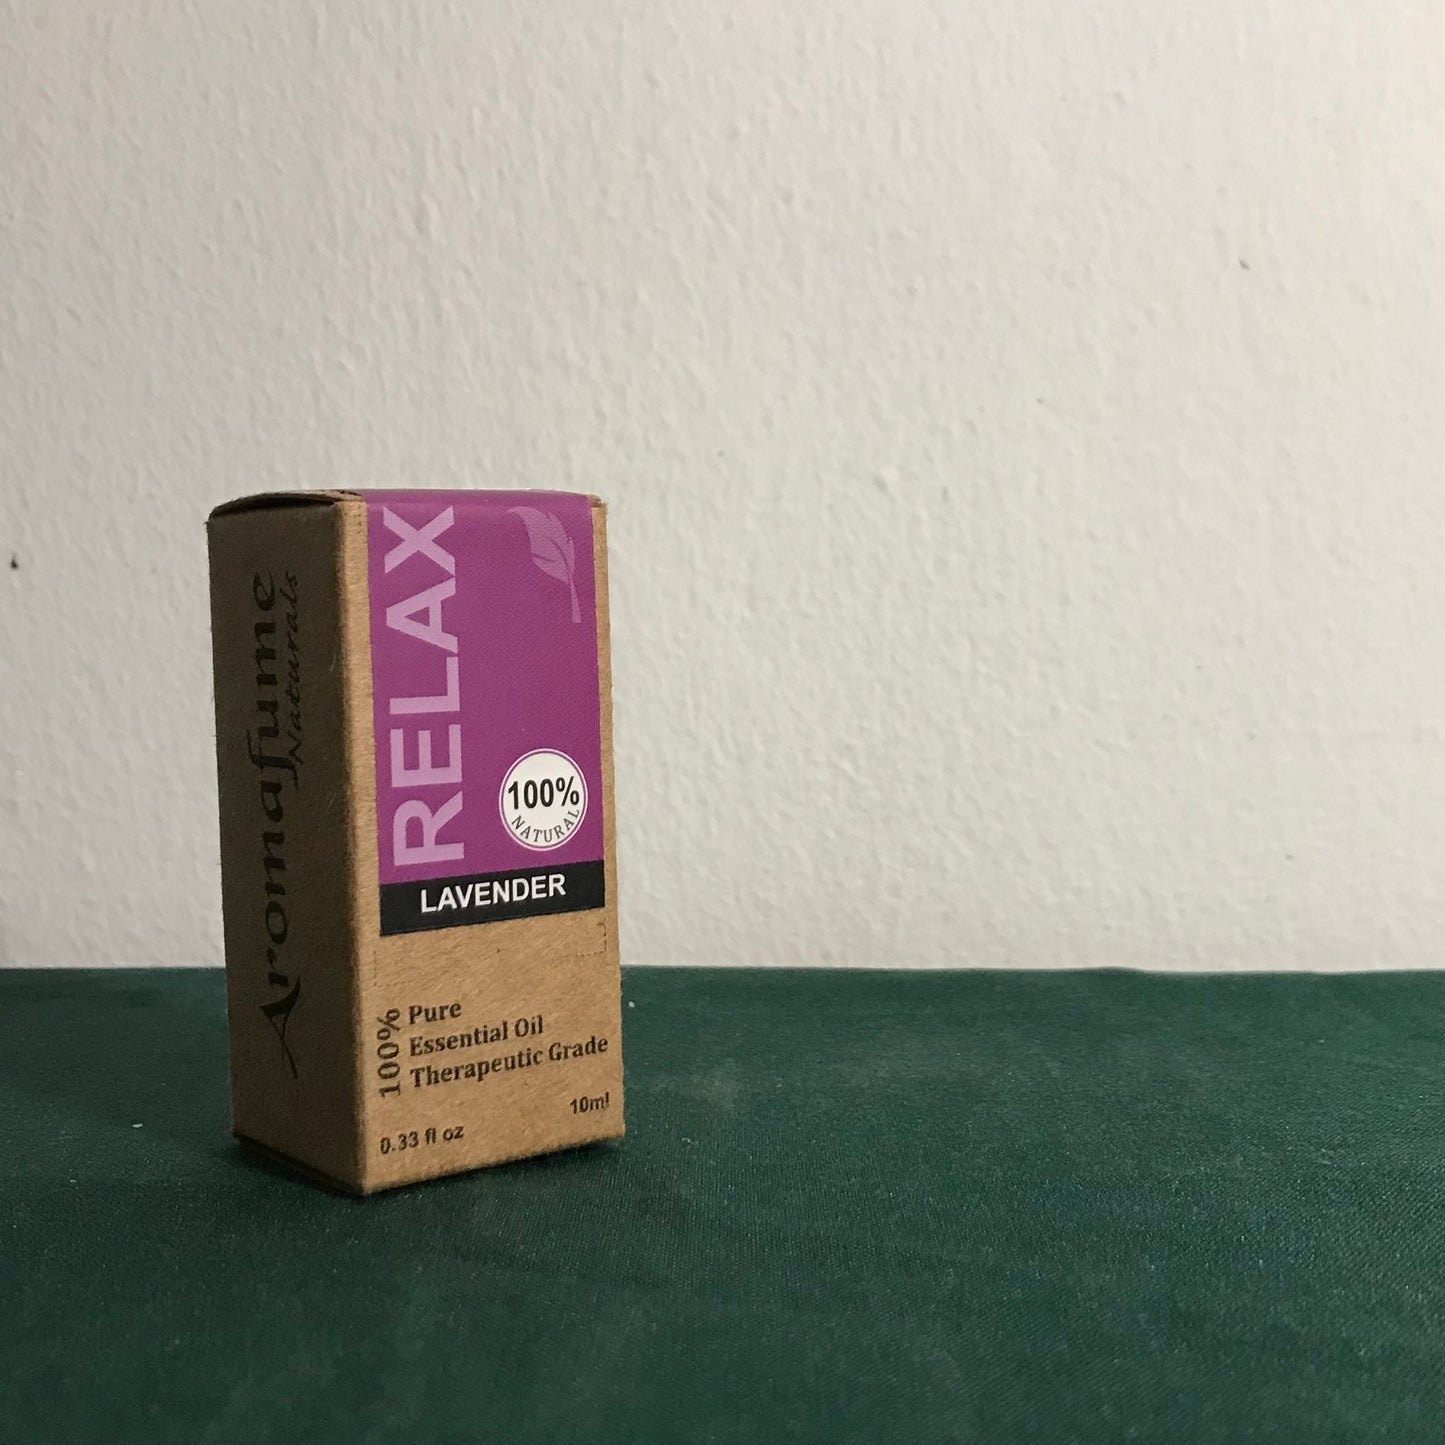 Aromafume
Naturals
RELAX
100%
NATURAL
LAVENDER
100%
Pure
Essential Oil
Therapeutic Grade
10ml
0.33 fl oz